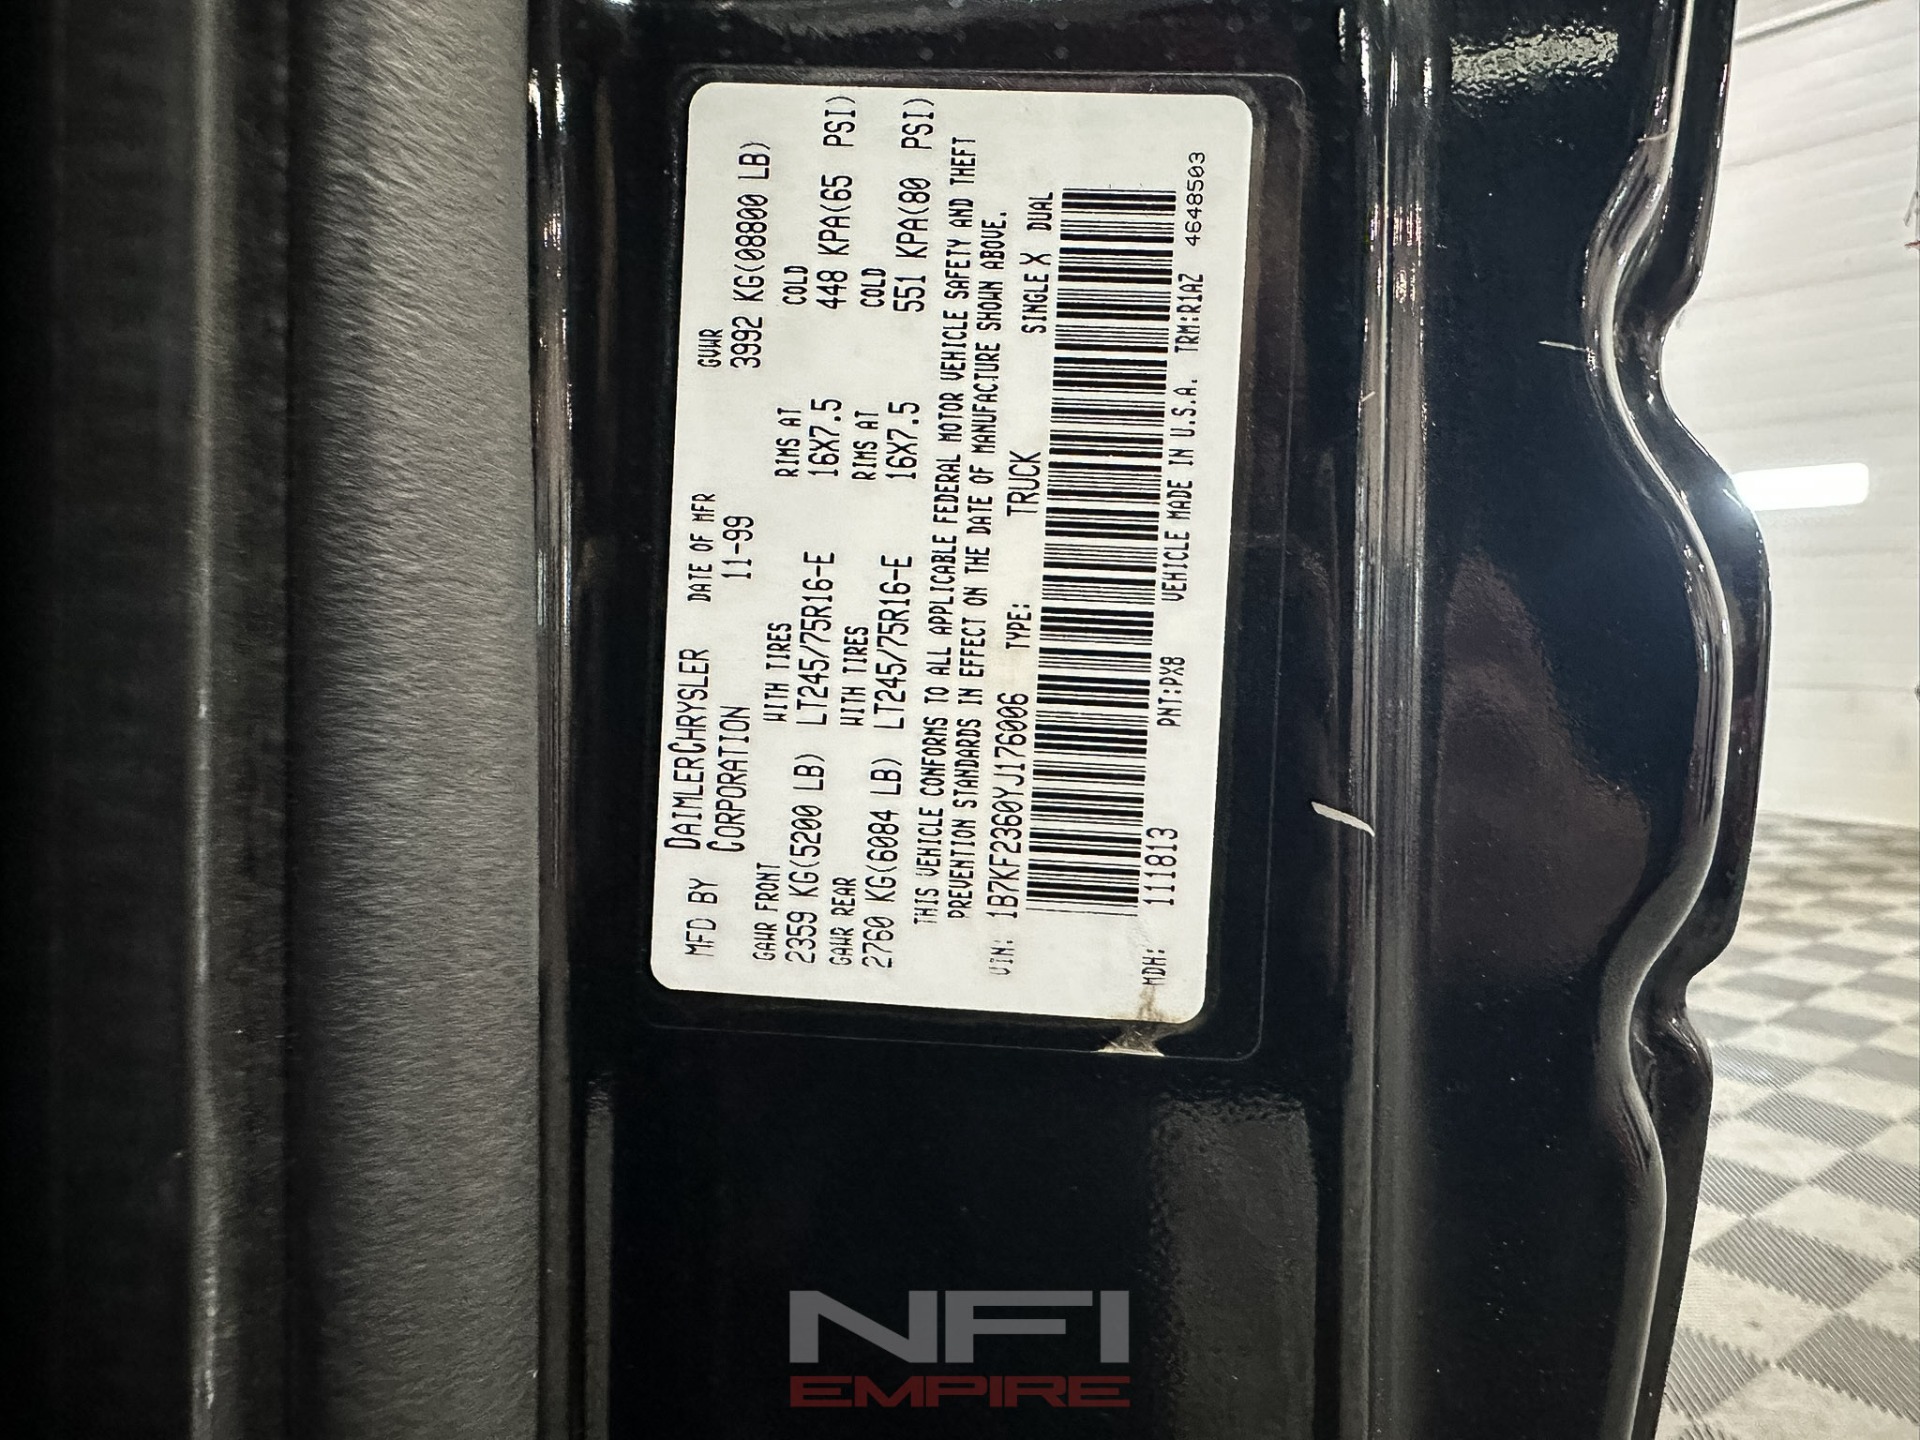 MFD BY DAIMLERCHRYSLER CORPORATION DATE OF MFR 11-99 GVWR 3992 KG(08800 LB)
GAWR FRONT WITH TIRES RIMS AT COLD
2359 KG(5200 LB) LT245/75R16-E 16X7.5 448 KPA(65 PSI)
GAWR REAR WITH TIRES RIMS AT COLD
2760 KG(6084 LB) LT245/75R16-E 16X7.5 551 KPA(80 PSI)
THIS VEHICLE CONFORMS TO ALL APPLICABLE FEDERAL MOTOR VEHICLE SAFETY AND THEFT
PREVENTION STANDARDS IN EFFECT ON THE DATE OF MANUFACTURE SHOWN ABOVE.
VIN: 1B7KF2360YJ176006 TYPE: TRUCK SINGLE X DUAL
MDH: 111813 PNT:PX8 VEHICLE MADE IN U.S.A. TRM:R1AZ 4648503
NFI
EMPIRE